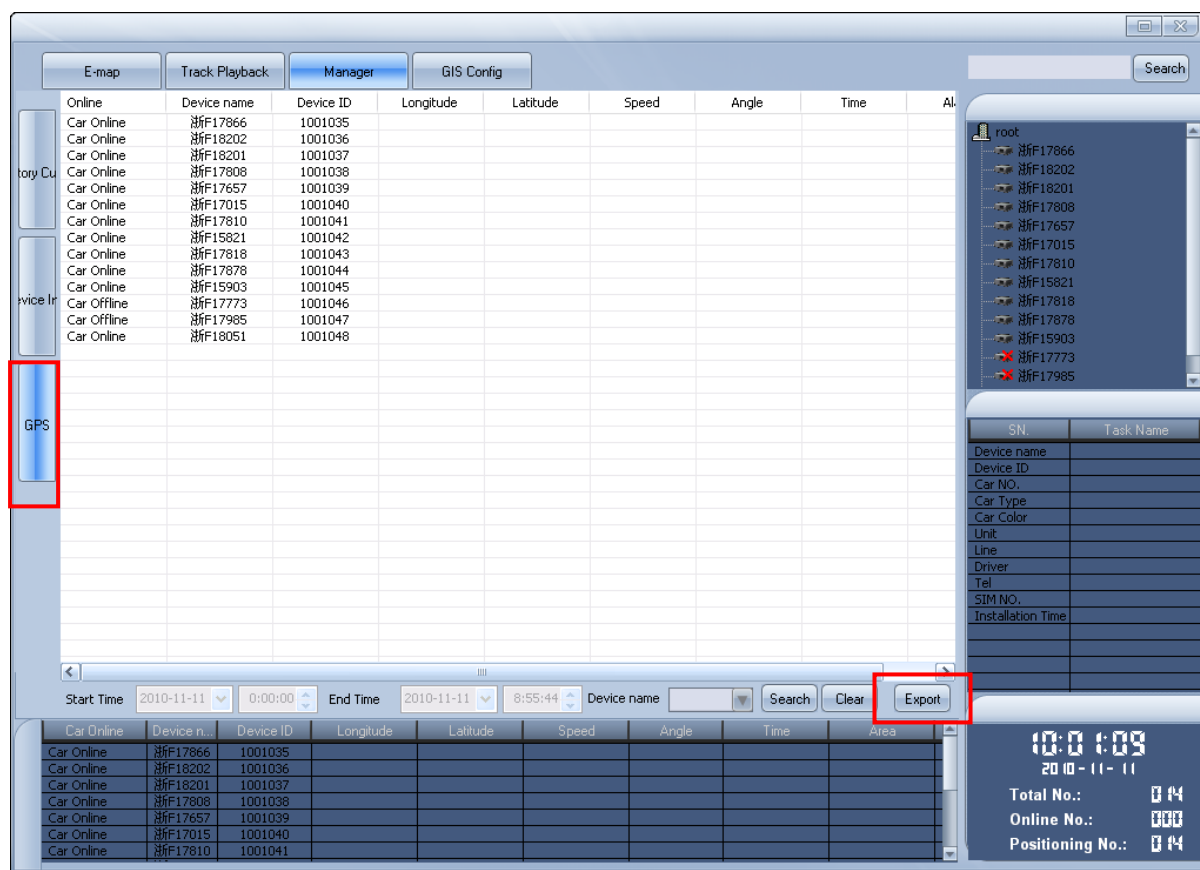 E-map Track Playback Manager GIS Config Search
Online Device name Device ID Longitude Latitude Speed Angle Time Al
Car Online 浙F17866 1001035
Car Online 浙F18202 1001036
Car Online 浙F18201 1001037
Car Online 浙F17808 1001038
Car Online 浙F17657 1001039
Car Online 浙F17015 1001040
Car Online 浙F17810 1001041
Car Online 浙F15821 1001042
Car Online 浙F17818 1001043
Car Online 浙F17878 1001044
Car Online 浙F15903 1001045
Car Offline 浙F17773 1001046
Car Offline 浙F17985 1001047
Car Online 浙F18051 1001048
tory Cu
evice In
GPS
Start Time 2010-11-11 0:00:00 End Time 2010-11-11 8:55:44 Device name Search Clear Export
Car Online Device n... Device ID Longitude Latitude Speed Angle Time Area
Car Online 浙F17866 1001035
Car Online 浙F18202 1001036
Car Online 浙F18201 1001037
Car Online 浙F17808 1001038
Car Online 浙F17657 1001039
Car Online 浙F17015 1001040
Car Online 浙F17810 1001041
root
浙F17866
浙F18202
浙F18201
浙F17808
浙F17657
浙F17015
浙F17810
浙F15821
浙F17818
浙F17878
浙F15903
浙F17773
浙F17985
SN. Task Name
Device name
Device ID
Car NO.
Car Type
Car Color
Unit
Line
Driver
Tel
SIM NO.
Installation Time
10:01:09
2010-11-11
Total No.: 014
Online No.: 000
Positioning No.: 014